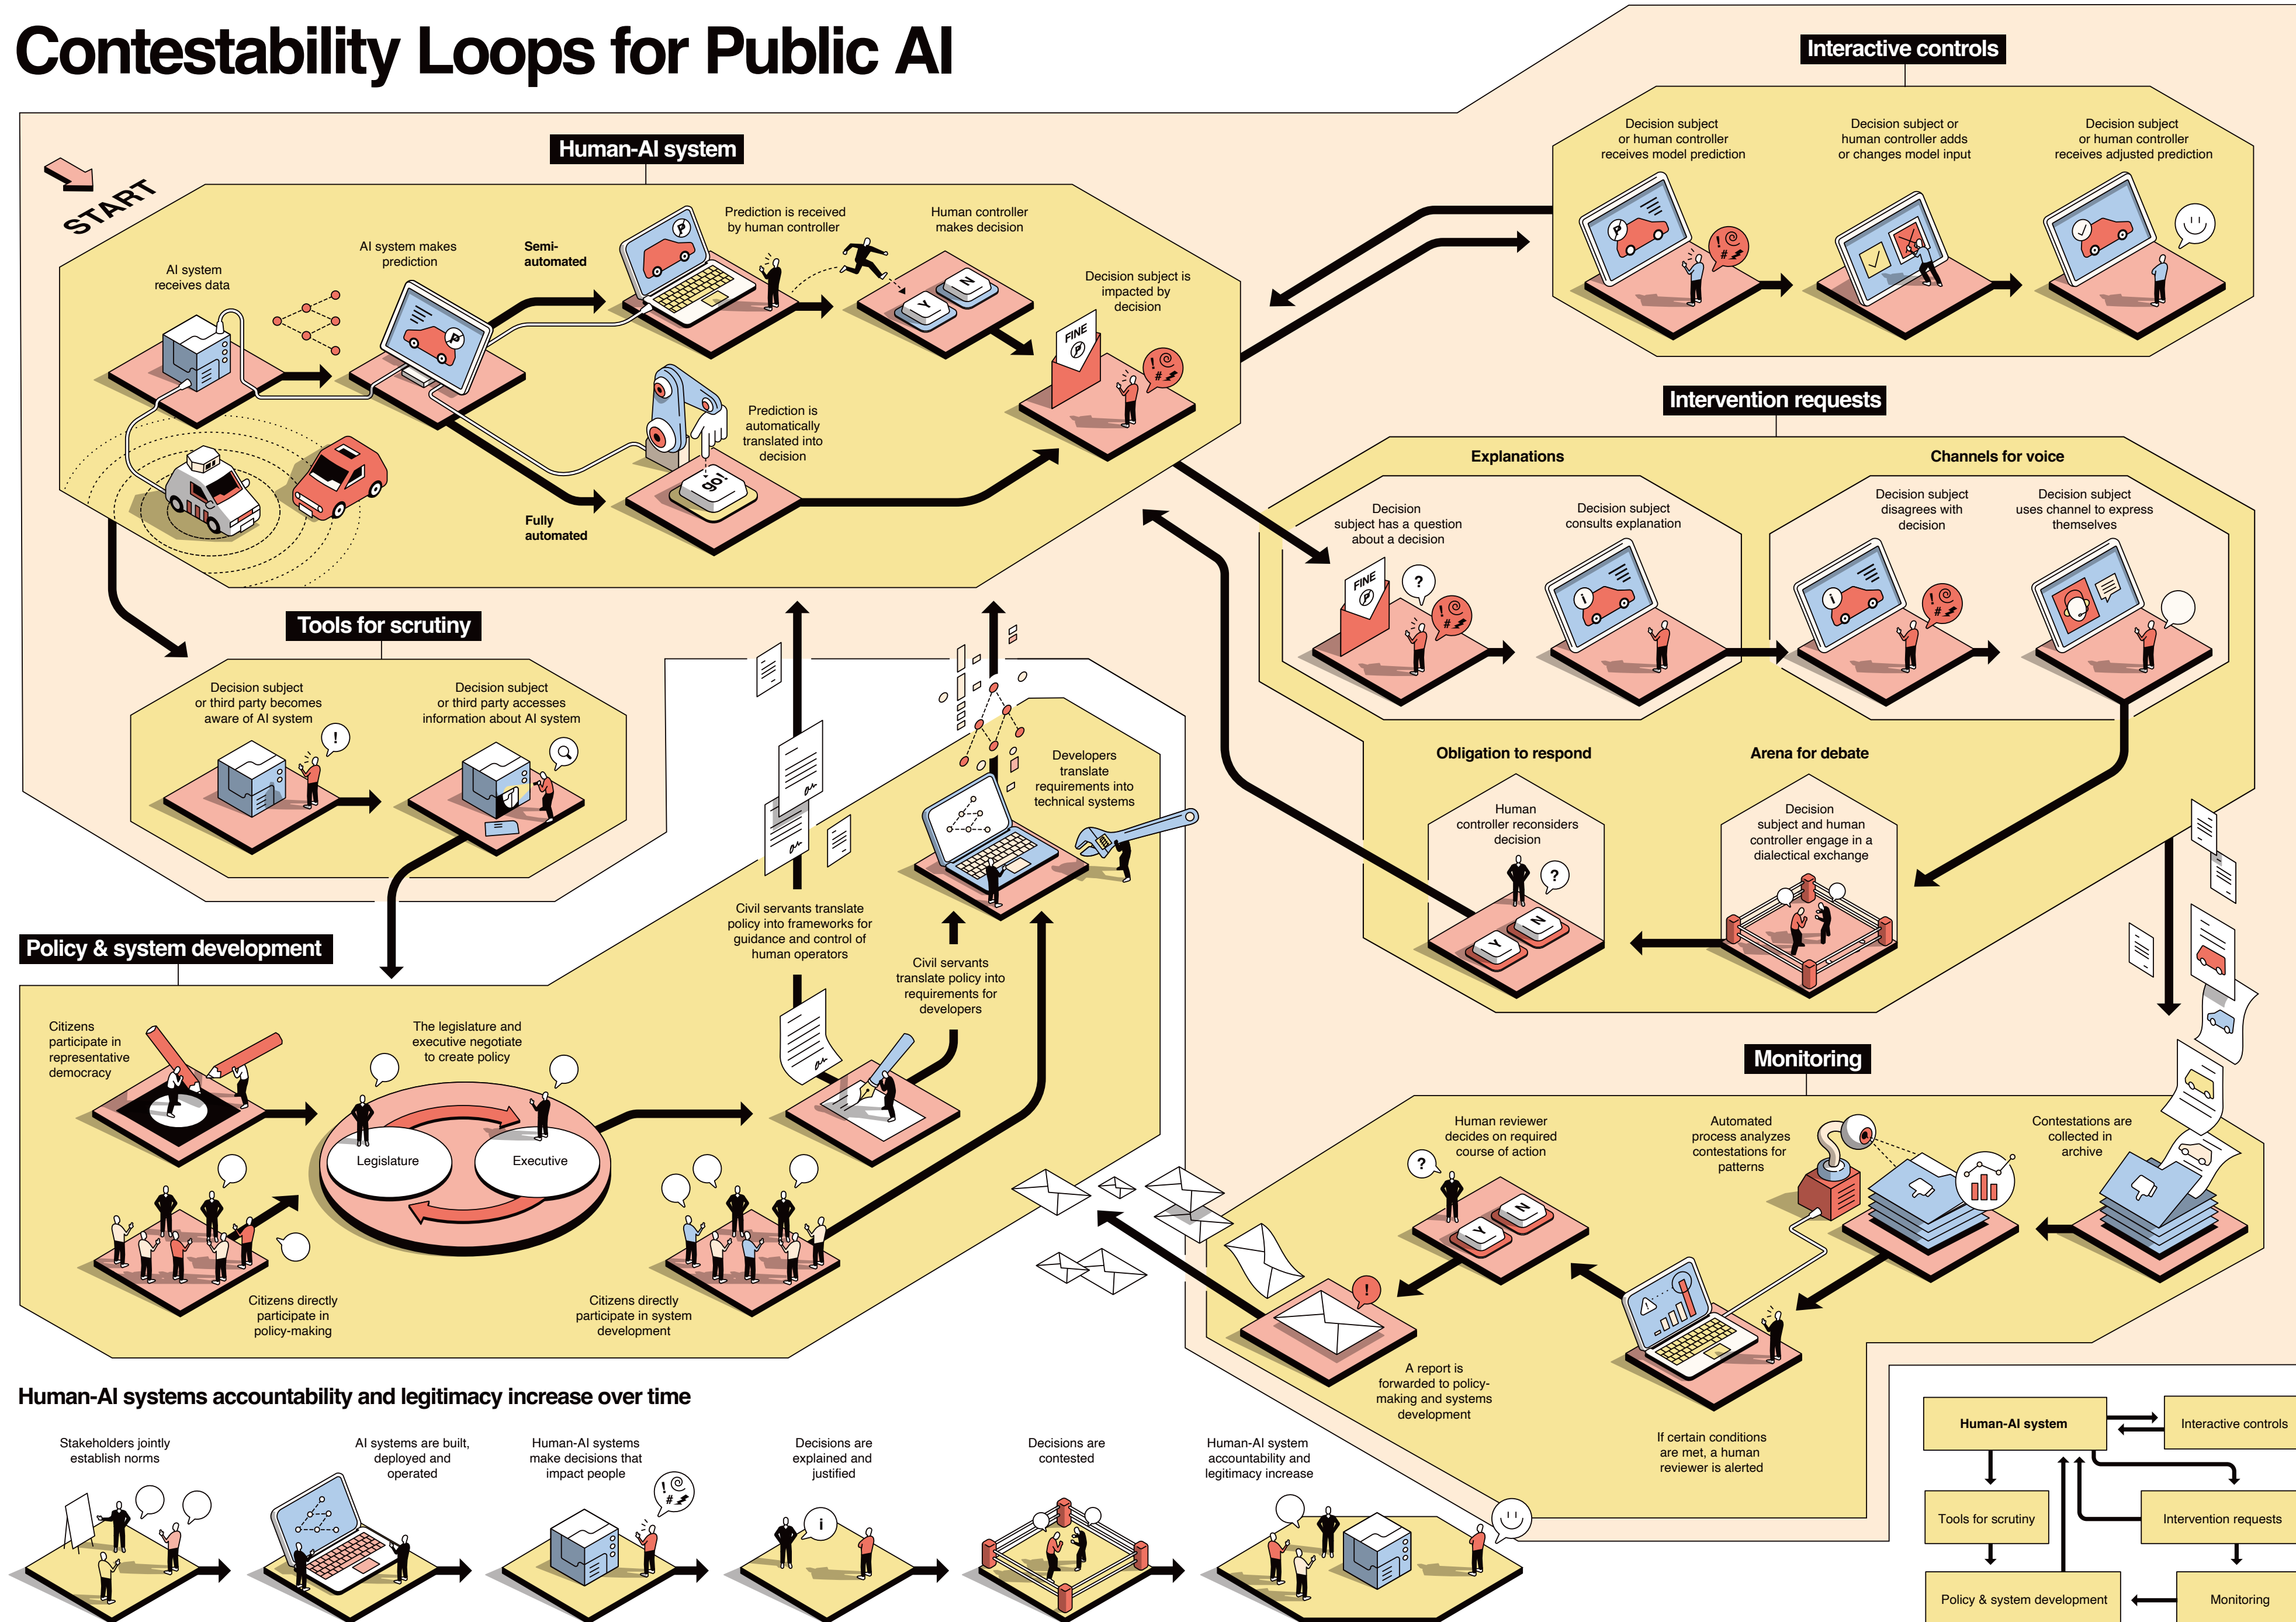 Contestability Loops for Public AI
START
Human-AI system
AI system
receives data
AI system makes
prediction
Semi-
automated
Prediction is received
by human controller
Human controller
makes decision
Y
N
Decision subject is
impacted by
decision
FINE
P
P
P
! @
#
Fully
automated
Prediction is
automatically
translated into
decision
go!
Interactive controls
Decision subject
or human controller
receives model prediction
P
! @
#
Decision subject or
human controller adds
or changes model input
Decision subject
or human controller
receives adjusted prediction
Intervention requests
Explanations
Decision
subject has a question
about a decision
FINE
P
?
! @
#
Decision subject
consults explanation
i
Channels for voice
Decision subject
disagrees with
decision
i
! @
#
Decision subject
uses channel to express
themselves
Arena for debate
Decision
subject and human
controller engage in a
dialectical exchange
Obligation to respond
Human
controller reconsiders
decision
?
Y
N
Tools for scrutiny
Decision subject
or third party becomes
aware of AI system
!
Decision subject
or third party accesses
information about AI system
Policy & system development
Citizens
participate in
representative
democracy
The legislature and
executive negotiate
to create policy
Legislature
Executive
Citizens directly
participate in
policy-making
Citizens directly
participate in system
development
Civil servants translate
policy into frameworks for
guidance and control of
human operators
Civil servants
translate policy into
requirements for
developers
Developers
translate
requirements into
technical systems
Monitoring
Contestations are
collected in
archive
Automated
process analyzes
contestations for
patterns
If certain conditions
are met, a human
reviewer is alerted
!
Human reviewer
decides on required
course of action
?
Y
N
!
A report is
forwarded to policy-
making and systems
development
Human-AI systems accountability and legitimacy increase over time
Stakeholders jointly
establish norms
AI systems are built,
deployed and
operated
Human-AI systems
make decisions that
impact people
! @
#
Decisions are
explained and
justified
i
Decisions are
contested
Human-AI system
accountability and
legitimacy increase
Human-AI system
Interactive controls
Tools for scrutiny
Intervention requests
Policy & system development
Monitoring